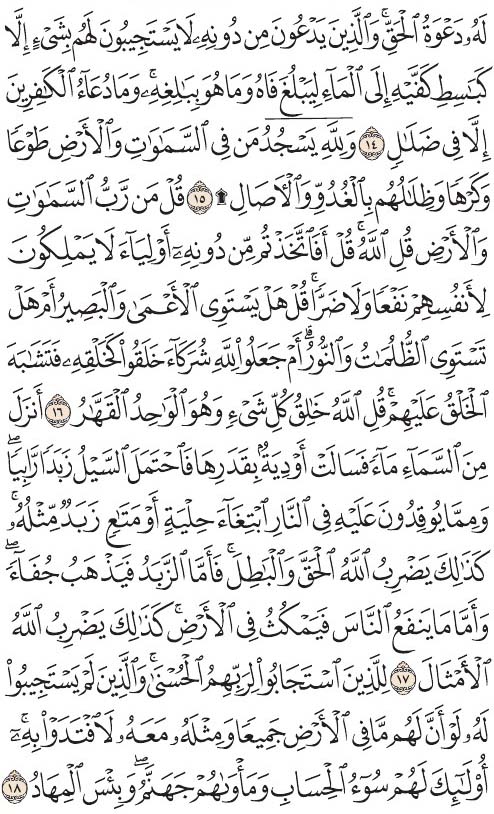 لَهُۥ دَعۡوَةُ ٱلۡحَقِّۚ وَٱلَّذِينَ يَدۡعُونَ مِن دُونِهِۦ لَا يَسۡتَجِيبُونَ لَهُم بِشَيۡءٍ إِلَّا
كَبَٰسِطِ كَفَّيۡهِ إِلَى ٱلۡمَآءِ لِيَبۡلُغَ فَاهُ وَمَا هُوَ بِبَٰلِغِهِۦۚ وَمَا دُعَآءُ ٱلۡكَٰفِرِينَ
إِلَّا فِي ضَلَٰلٖ ١٤ وَلِلَّهِۤ يَسۡجُدُۤ مَن فِي ٱلسَّمَٰوَٰتِ وَٱلۡأَرۡضِ طَوۡعٗا
وَكَرۡهٗا وَظِلَٰلُهُم بِٱلۡغُدُوِّ وَٱلۡأٓصَالِ ۩ ١٥ قُلۡ مَن رَّبُّ ٱلسَّمَٰوَٰتِ
وَٱلۡأَرۡضِ قُلِ ٱللَّهُۚ قُلۡ أَفَٱتَّخَذۡتُم مِّن دُونِهِۦٓ أَوۡلِيَآءَ لَا يَمۡلِكُونَ
لِأَنفُسِهِمۡ نَفۡعٗا وَلَا ضَرّٗاۚ قُلۡ هَلۡ يَسۡتَوِي ٱلۡأَعۡمَىٰ وَٱلۡبَصِيرُ أَمۡ هَلۡ
تَسۡتَوِي ٱلظُّلُمَٰتُ وَٱلنُّورُۗ أَمۡ جَعَلُواْ لِلَّهِ شُرَكَآءَ خَلَقُواْ كَخَلۡقِهِۦ فَتَشَٰبَهَ
ٱلۡخَلۡقُ عَلَيۡهِمۡۚ قُلِ ٱللَّهُ خَٰلِقُ كُلِّ شَيۡءٖ وَهُوَ ٱلۡوَٰحِدُ ٱلۡقَهَّٰرُ ١٦ أَنزَلَ
مِنَ ٱلسَّمَآءِ مَآءٗ فَسَالَتۡ أَوۡدِيَةُۢ بِقَدَرِهَا فَٱحۡتَمَلَ ٱلسَّيۡلُ زَبَدٗا رَّابِيٗاۖ
وَمِمَّا يُوقِدُونَ عَلَيۡهِ فِي ٱلنَّارِ ٱبۡتِغَآءَ حِلۡيَةٍ أَوۡ مَتَٰعٖ زَبَدٞ مِّثۡلُهُۥۚ
كَذَٰلِكَ يَضۡرِبُ ٱللَّهُ ٱلۡحَقَّ وَٱلۡبَٰطِلَۚ فَأَمَّا ٱلزَّبَدُ فَيَذۡهَبُ جُفَآءٗۖ
وَأَمَّا مَا يَنفَعُ ٱلنَّاسَ فَيَمۡكُثُ فِي ٱلۡأَرۡضِۚ كَذَٰلِكَ يَضۡرِبُ ٱللَّهُ
ٱلۡأَمۡثَالَ ١٧ لِلَّذِينَ ٱسۡتَجَابُواْ لِرَبِّهِمُ ٱلۡحُسۡنَىٰۚ وَٱلَّذِينَ لَمۡ يَسۡتَجِيبُواْ
لَهُۥ لَوۡ أَنَّ لَهُم مَّا فِي ٱلۡأَرۡضِ جَمِيعٗا وَمِثۡلَهُۥ مَعَهُۥ لَٱفۡتَدَوۡاْ بِهِۦٓۚ
أُوْلَٰٓئِكَ لَهُمۡ سُوٓءُ ٱلۡحِسَابِ وَمَأۡوَىٰهُمۡ جَهَنَّمُۖ وَبِئۡسَ ٱلۡمِهَادُ ١٨